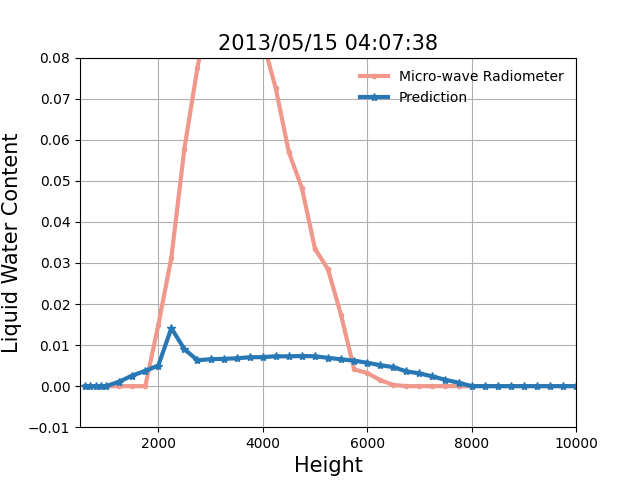 2013/05/15 04:07:38
Micro-wave Radiometer
Prediction
Liquid Water Content
0.08
0.07
0.06
0.05
0.04
0.03
0.02
0.01
0.00
−0.01
2000 4000 6000 8000 10000
Height